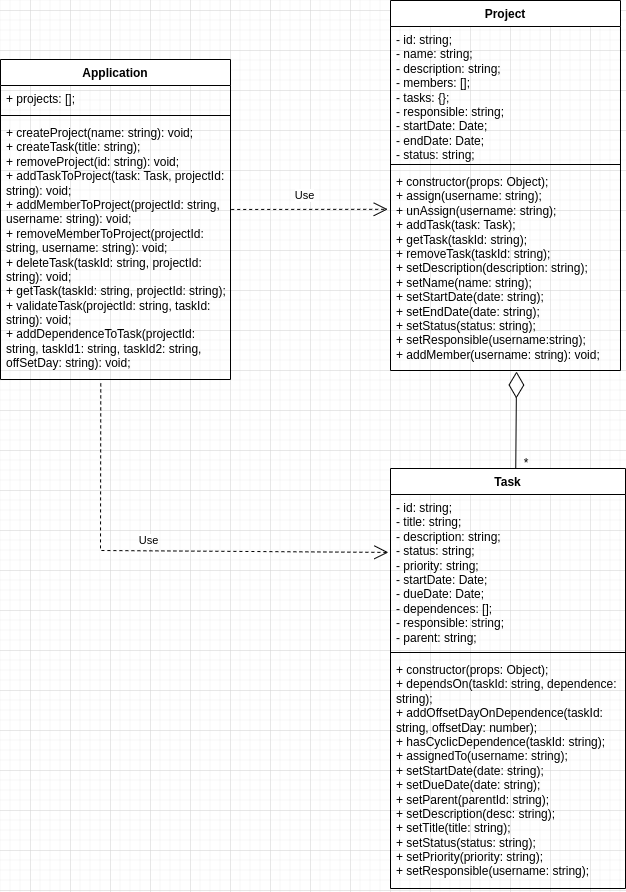 Project
- id: string;
- name: string;
- description: string;
- members: [];
- tasks: {};
- responsible: string;
- startDate: Date;
- endDate: Date;
- status: string;
+ constructor(props: Object);
+ assign(username: string);
+ unAssign(username: string);
+ addTask(task: Task);
+ getTask(taskId: string);
+ removeTask(taskId: string);
+ setDescription(description: string);
+ setName(name: string);
+ setStartDate(date: string);
+ setEndDate(date: string);
+ setStatus(status: string);
+ setResponsible(username:string);
+ addMember(username: string): void;
Application
+ projects: [];
+ createProject(name: string): void;
+ createTask(title: string);
+ removeProject(id: string): void;
+ addTaskToProject(task: Task, projectId:
string): void;
+ addMemberToProject(projectId: string,
username: string): void;
+ removeMemberToProject(projectId:
string, username: string): void;
+ deleteTask(taskId: string, projectId:
string): void;
+ getTask(taskId: string, projectId: string);
+ validateTask(projectId: string, taskId:
string): void;
+ addDependenceToTask(projectId:
string, taskId1: string, taskId2: string,
offSetDay: string): void;
Use
*
Use
Task
- id: string;
- title: string;
- description: string;
- status: string;
- priority: string;
- startDate: Date;
- dueDate: Date;
- dependences: [];
- responsible: string;
- parent: string;
+ constructor(props: Object);
+ dependsOn(taskId: string, dependence:
string);
+ addOffsetDayOnDependence(taskId:
string, offsetDay: number);
+ hasCyclicDependence(taskId: string);
+ assignedTo(username: string);
+ setStartDate(date: string);
+ setDueDate(date: string);
+ setParent(parentId: string);
+ setDescription(desc: string);
+ setTitle(title: string);
+ setStatus(status: string);
+ setPriority(priority: string);
+ setResponsible(username: string);